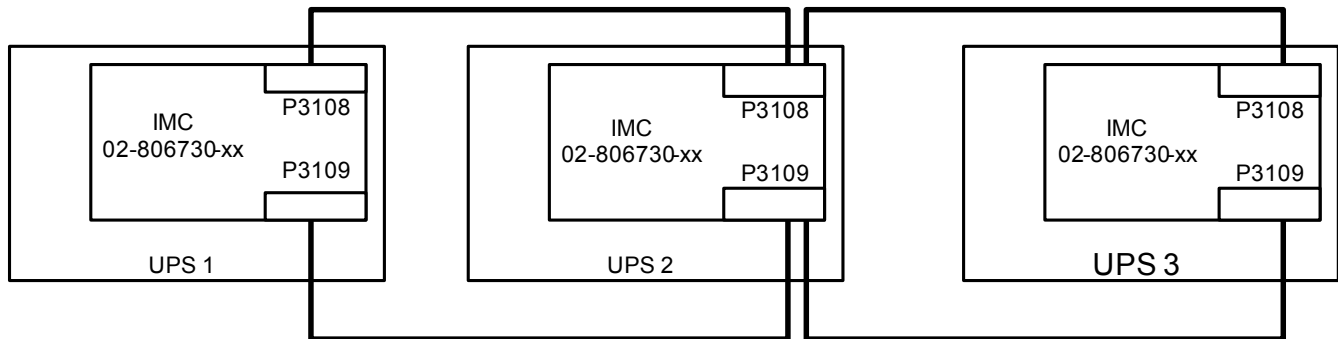 IMC
02-806730-xx
P3108
P3109
UPS 1
IMC
02-806730-xx
P3108
P3109
UPS 2
IMC
02-806730-xx
P3108
P3109
UPS 3